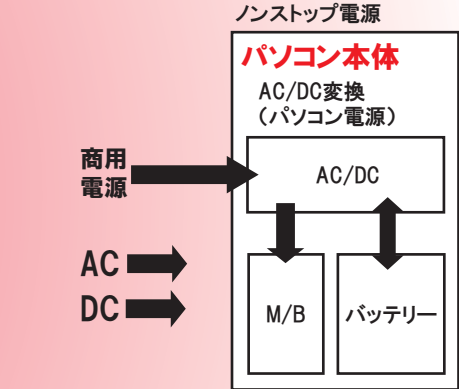 ノンストップ電源
パソコン本体
AC/DC変換
（パソコン電源）
商用
電源
AC/DC
AC
DC
M/B
バッテリー